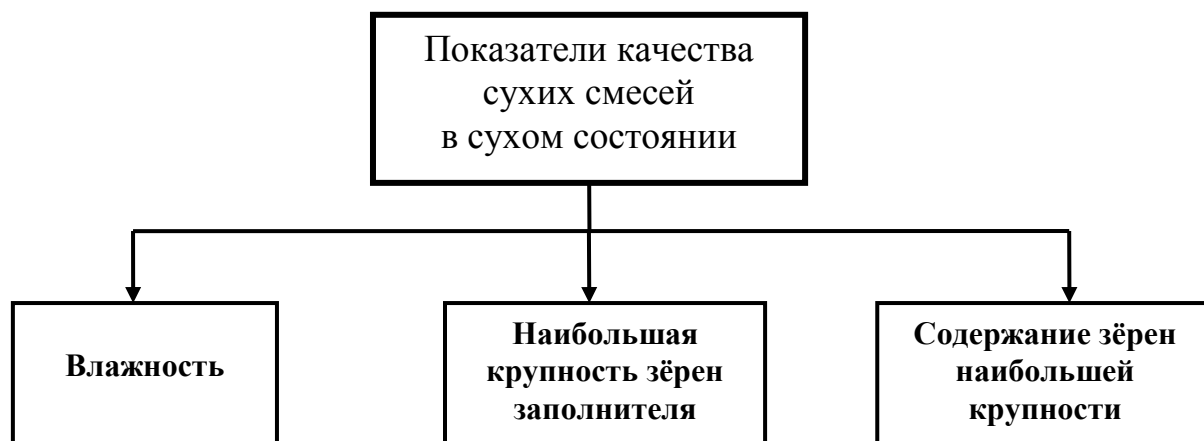 Показатели качества
сухих смесей
в сухом состоянии
Влажность
Наибольшая
крупность зёрен
заполнителя
Содержание зёрен
наибольшей
крупности